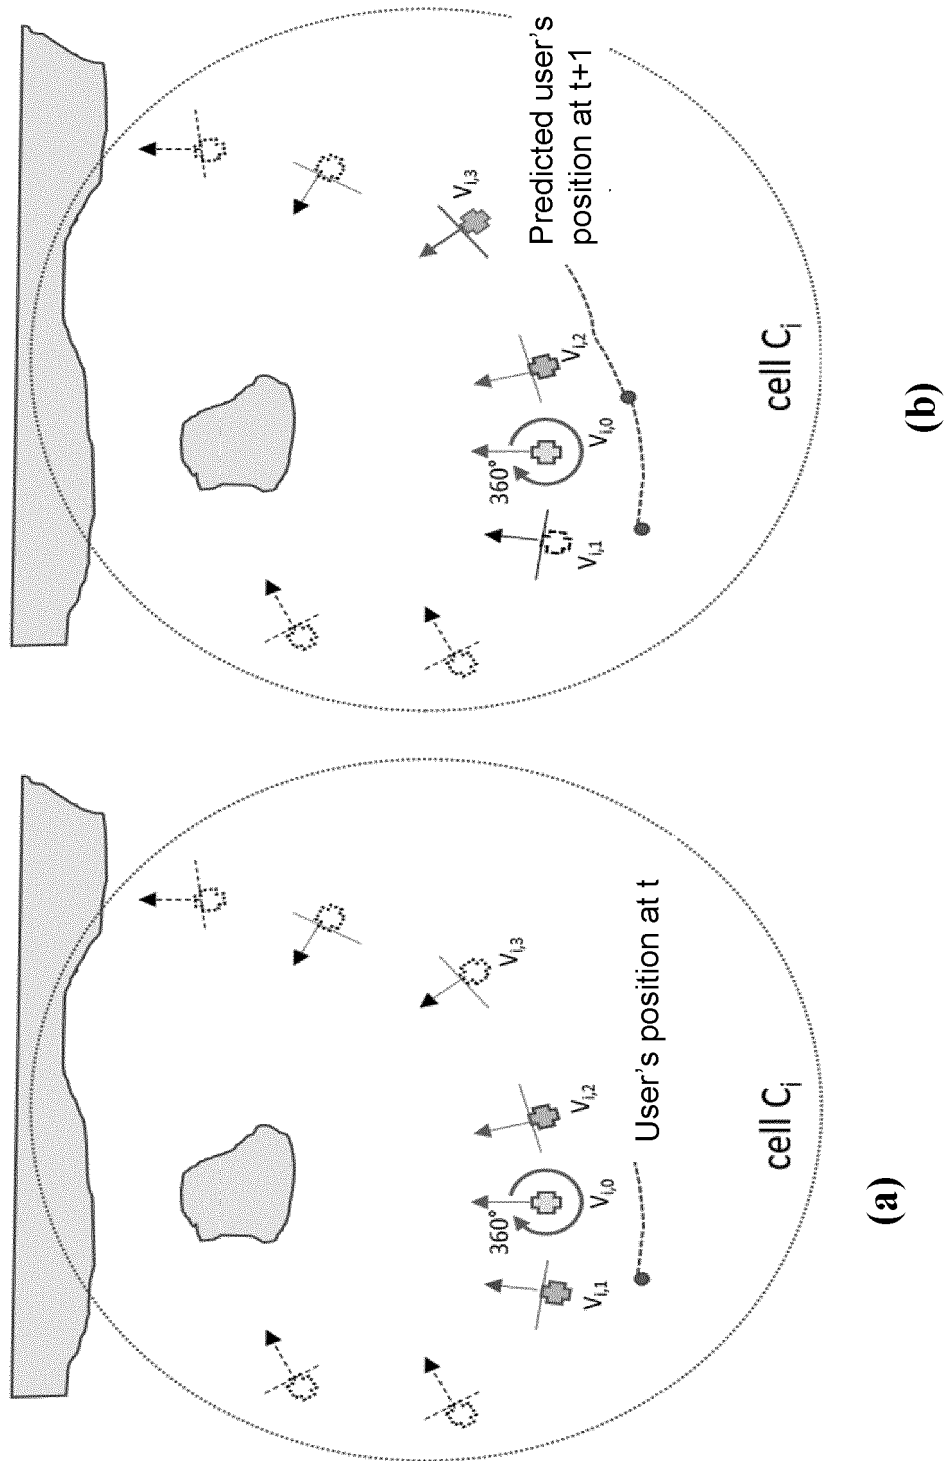 360°
V_{i,1}
V_{i,0}
V_{i,2}
V_{i,3}
User's position at t
cell C_i
(a)
360°
V_{i,1}
V_{i,0}
V_{i,2}
V_{i,3}
Predicted user's
position at t+1
cell C_i
(b)